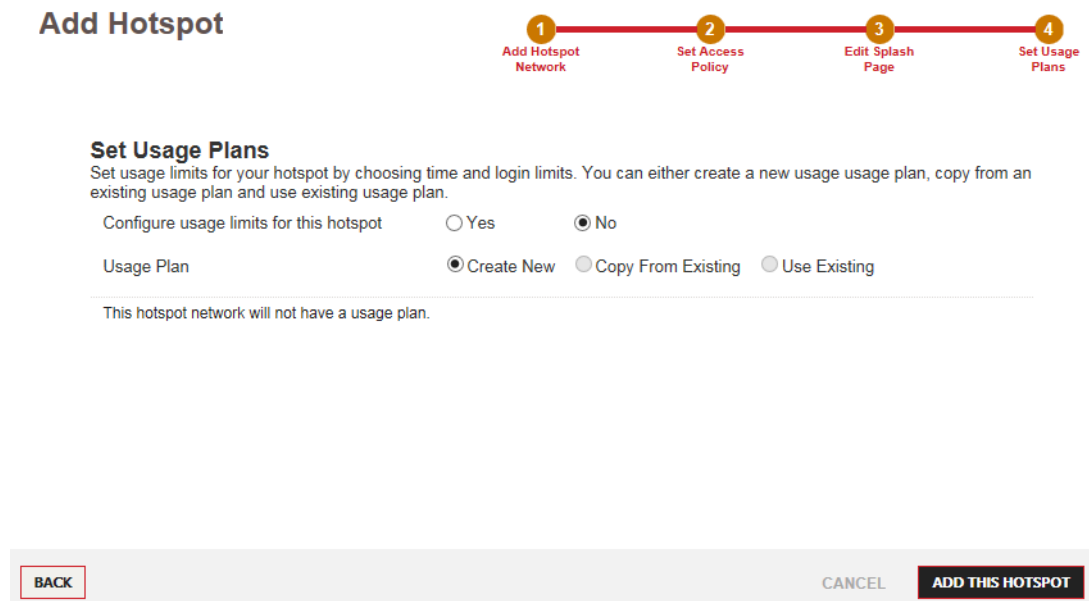 Add Hotspot
1 2 3 4
Add Hotspot Network
Set Access Policy
Edit Splash Page
Set Usage Plans
Set Usage Plans
Set usage limits for your hotspot by choosing time and login limits. You can either create a new usage usage plan, copy from an
existing usage plan and use existing usage plan.
Configure usage limits for this hotspot Yes No
Usage Plan Create New Copy From Existing Use Existing
This hotspot network will not have a usage plan.
BACK CANCEL ADD THIS HOTSPOT